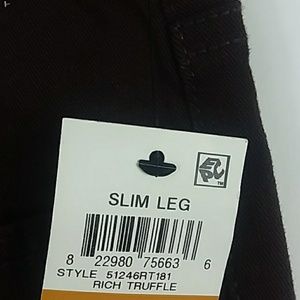 SLIM LEG
8 22980 75663 6
STYLE 51246RT181
RICH TRUFFLE